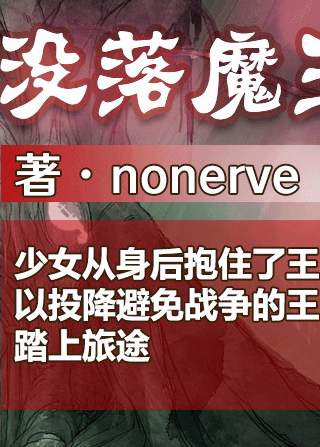 没落魔王
著・nonerve
少女从身后抱住了王
以投降避免战争的王
踏上旅途